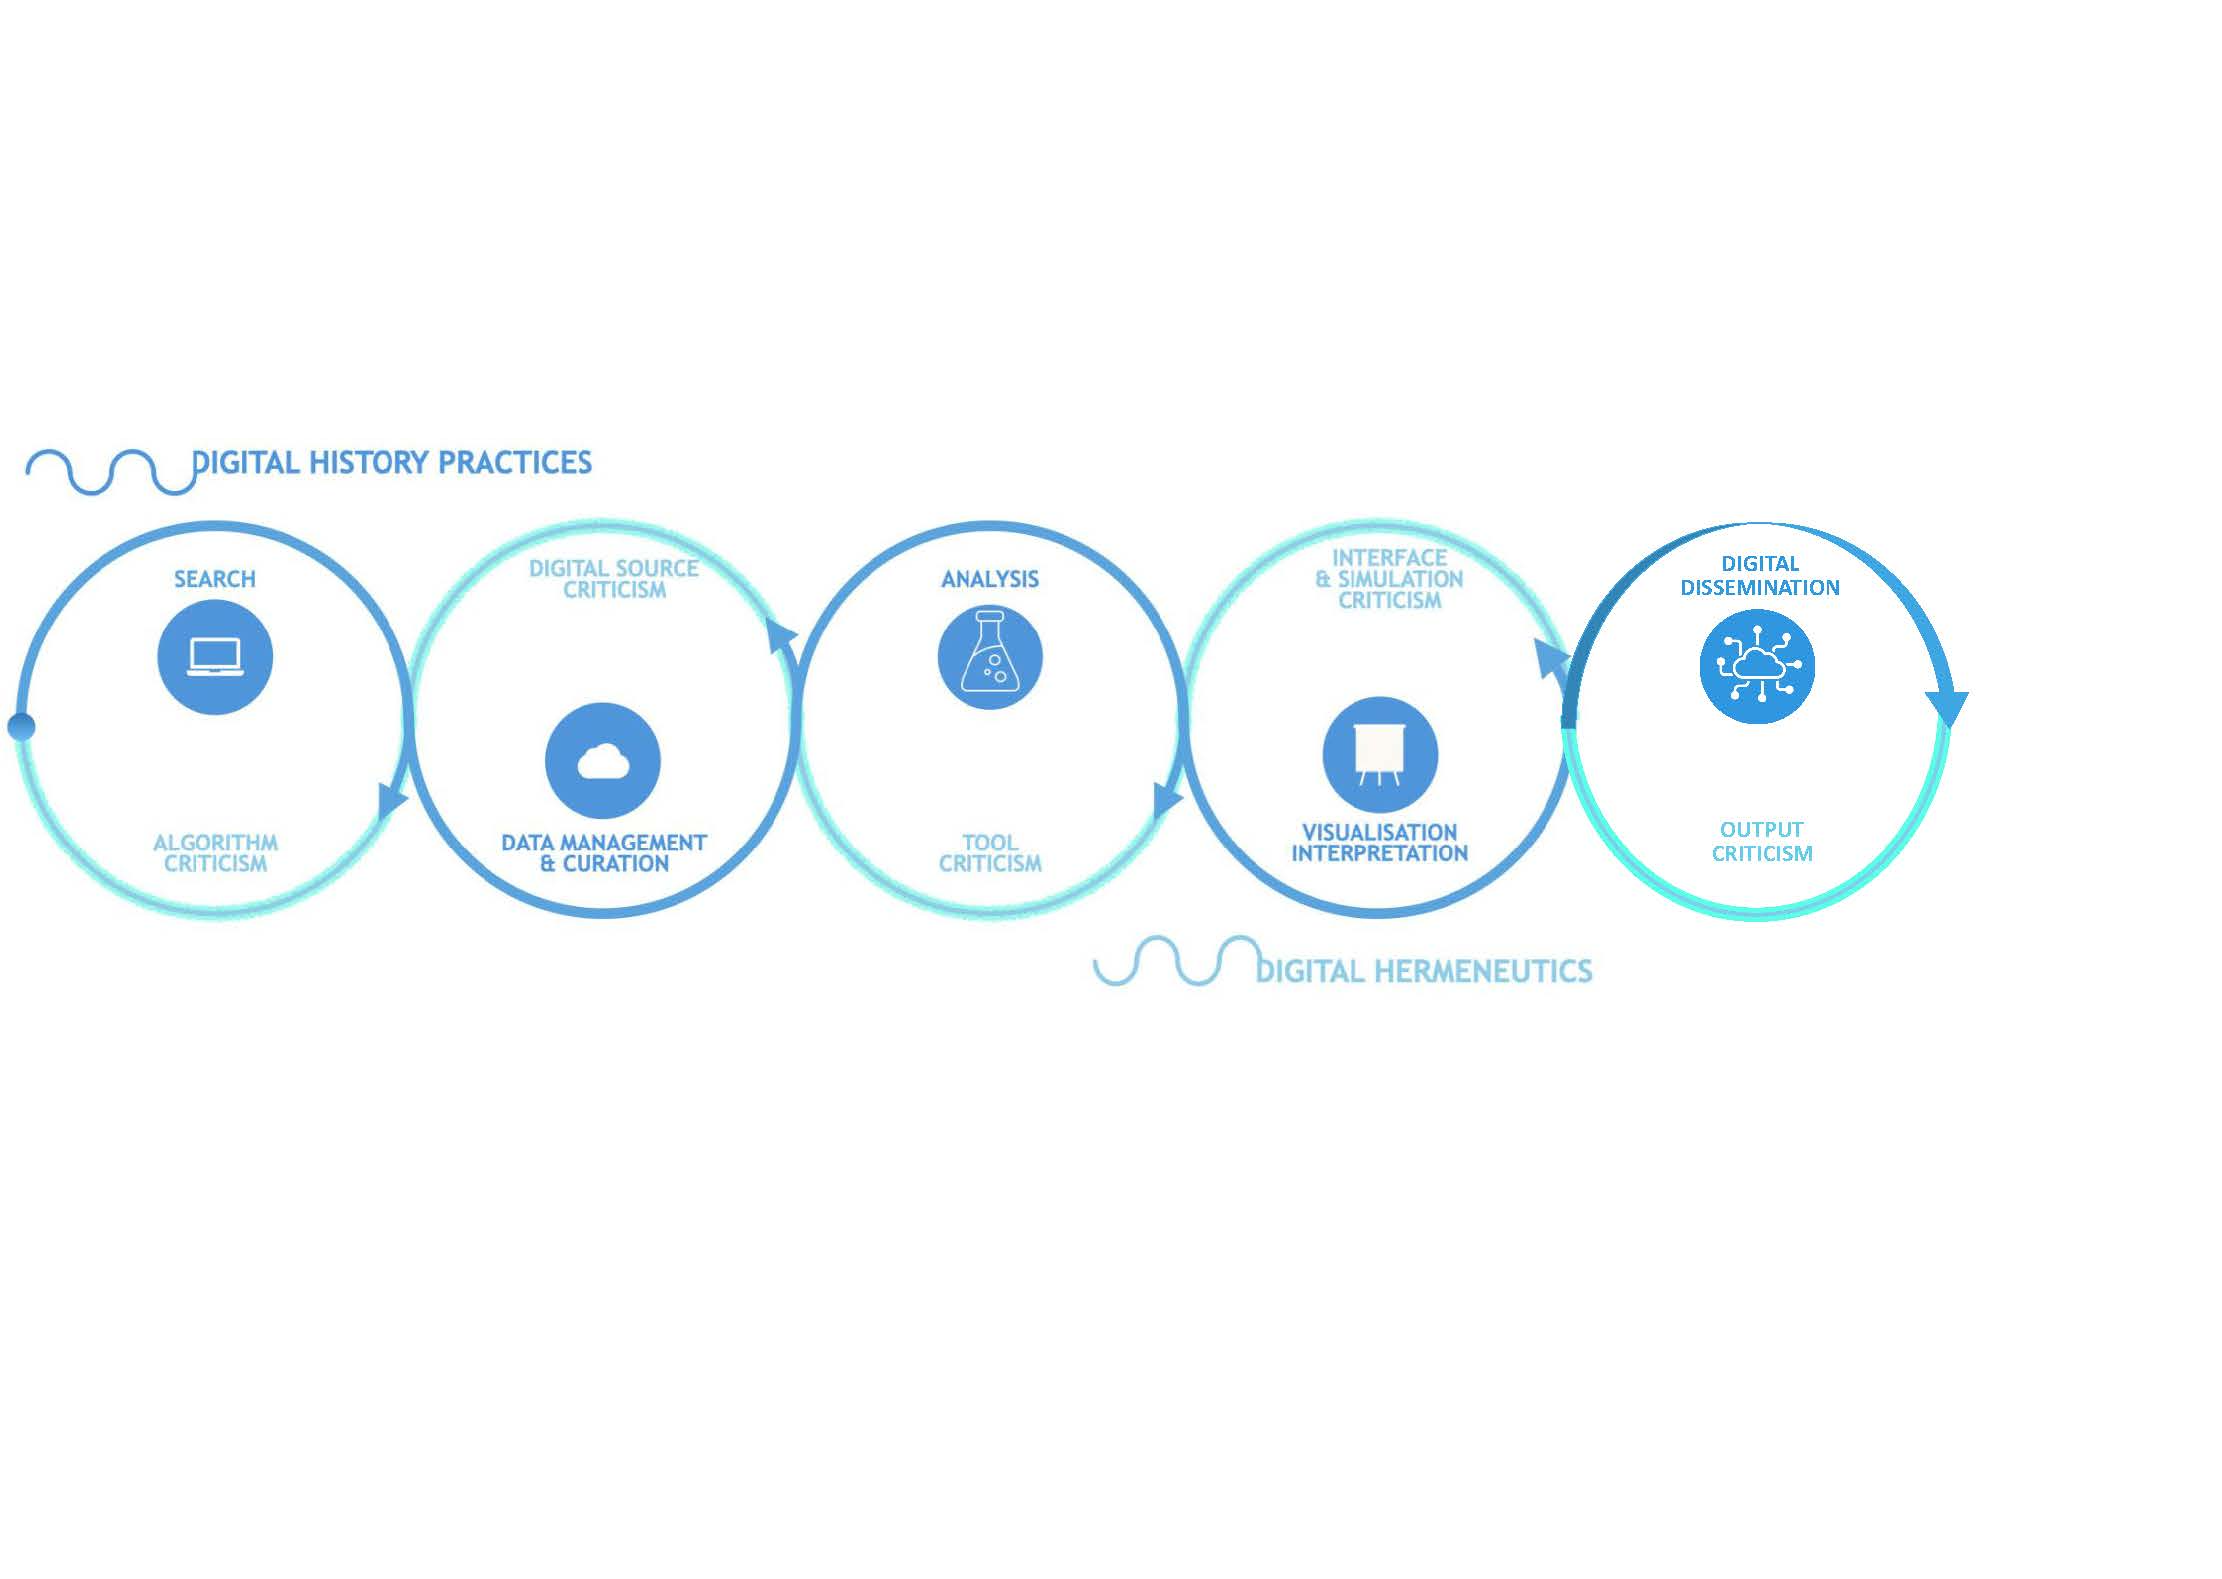 DIGITAL HISTORY PRACTICES
SEARCH
ALGORITHM
CRITICISM
DIGITAL SOURCE
CRITICISM
DATA MANAGEMENT
& CURATION
ANALYSIS
TOOL
CRITICISM
INTERFACE
& SIMULATION
CRITICISM
VISUALISATION
INTERPRETATION
DIGITAL
DISSEMINATION
OUTPUT
CRITICISM
DIGITAL HERMENEUTICS